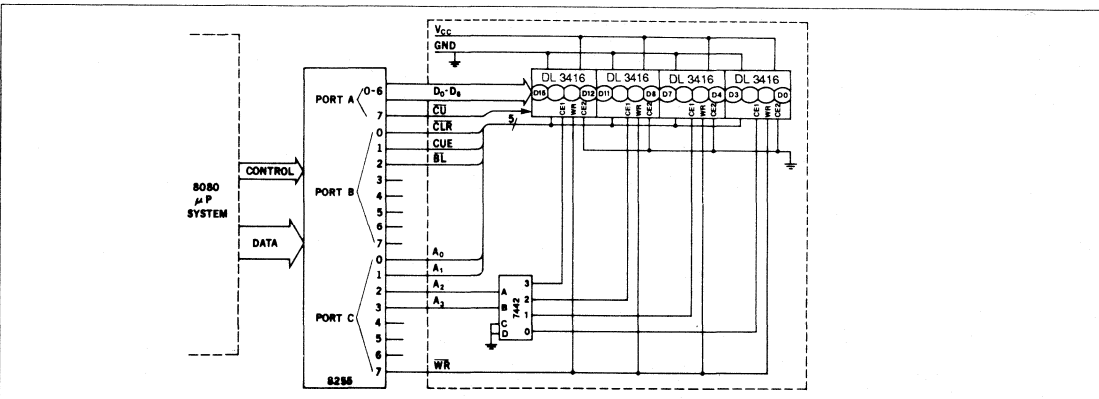 VCC
GND
DL 3416 DL 3416 DL 3416 DL 3416
D15 D12 D11 D8 D7 D4 D3 D0
CE1 WR CE2 CE1 WR CE2 CE1 WR CE2 CE1 WR CE2
PORT A
0-6 D0-D6
7 CU
5
PORT B
0 CLR
1 CUE
2 BL
3
4
5
6
7
CONTROL
8080
μP
SYSTEM
DATA
PORT C
0 A0
1 A1
2 A2
3 A3
4
5
6
7 WR
A 3
B 2
C 1
D 0
7442
8255